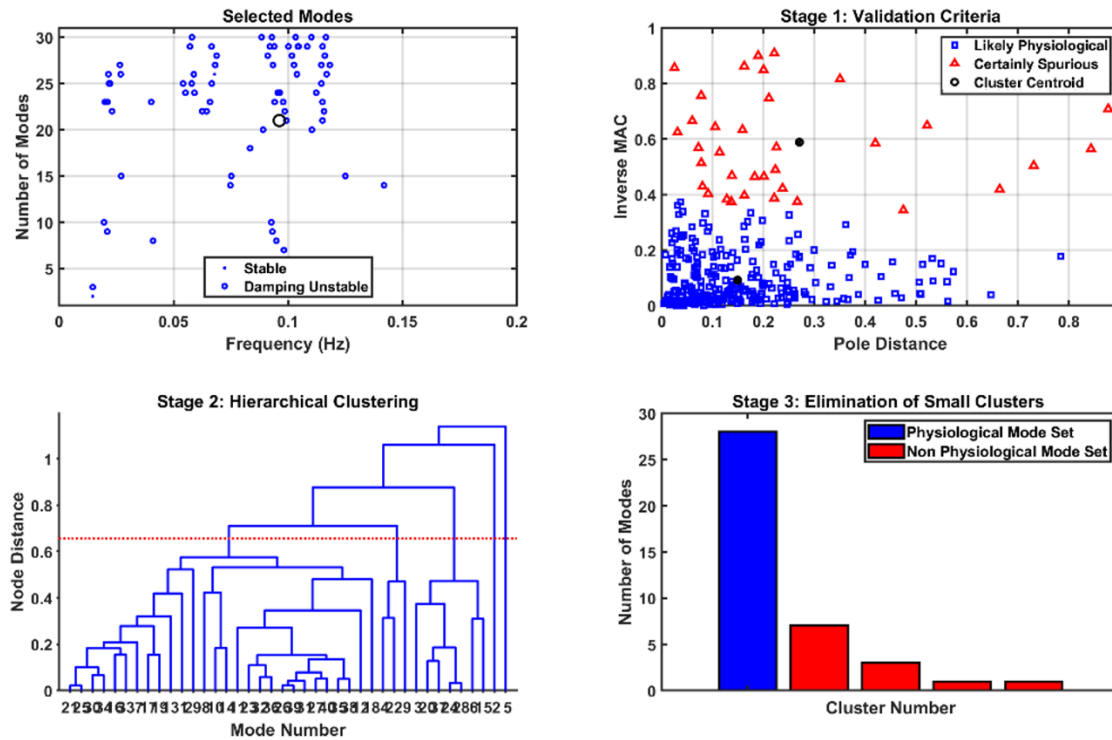 Selected Modes
30
25
20
15
10
5
Number of Modes
Stable
Damping Unstable
0
0.05
0.1
0.15
0.2
Frequency (Hz)
Stage 1: Validation Criteria
1
0.8
0.6
0.4
0.2
0
Inverse MAC
Likely Physiological
Certainly Spurious
Cluster Centroid
0
0.1
0.2
0.3
0.4
0.5
0.6
0.7
0.8
Pole Distance
Stage 2: Hierarchical Clustering
1
0.8
0.6
0.4
0.2
0
Node Distance
Mode Number
Stage 3: Elimination of Small Clusters
30
25
20
15
10
5
0
Number of Modes
Physiological Mode Set
Non Physiological Mode Set
Cluster Number